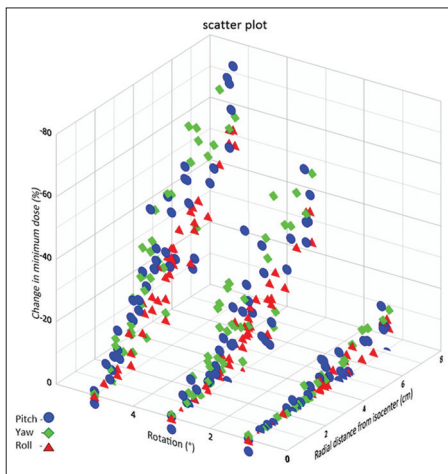 scatter plot
-80
-60
-40
-20
0
Change in minimum dose (%)
4
2
0
Rotation (°)
0
2
4
6
8
Radial distance from isocenter (cm)
Pitch
Yaw
Roll